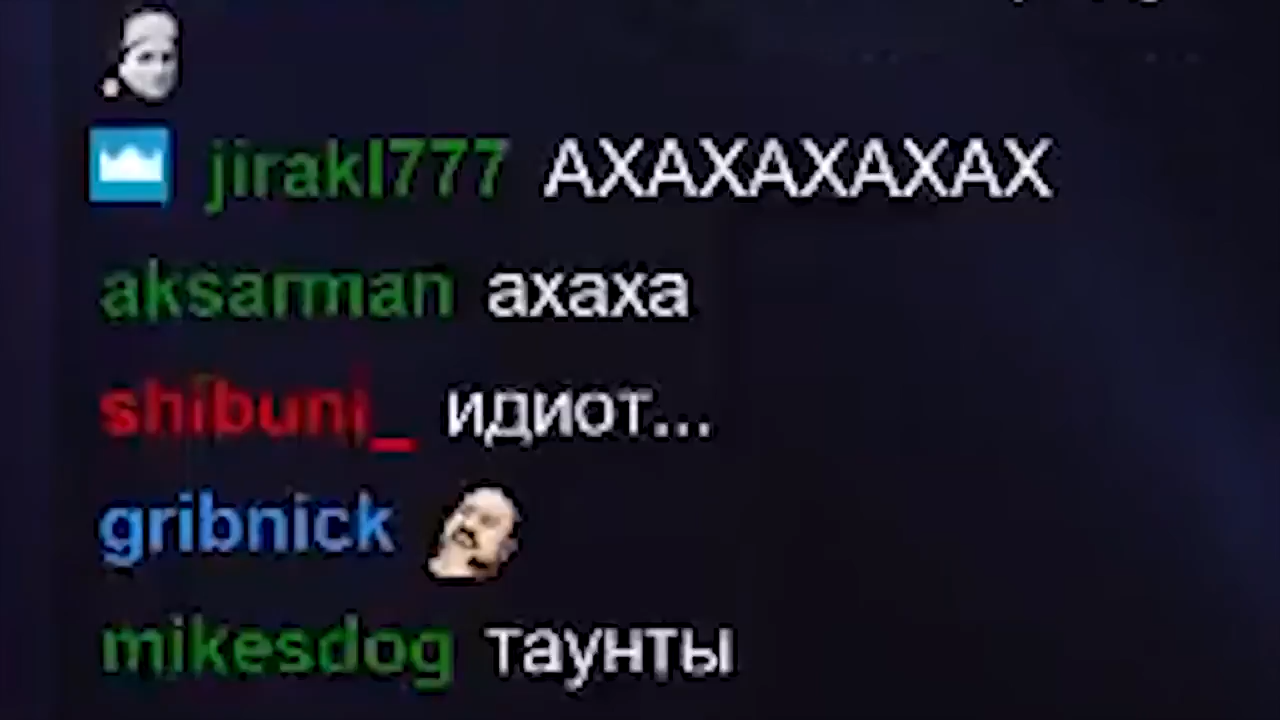 jirakl777 АХАХАХАХАХ
aksarman ахаха
shibuni_ идиот...
gribnick
mikesdog таунты